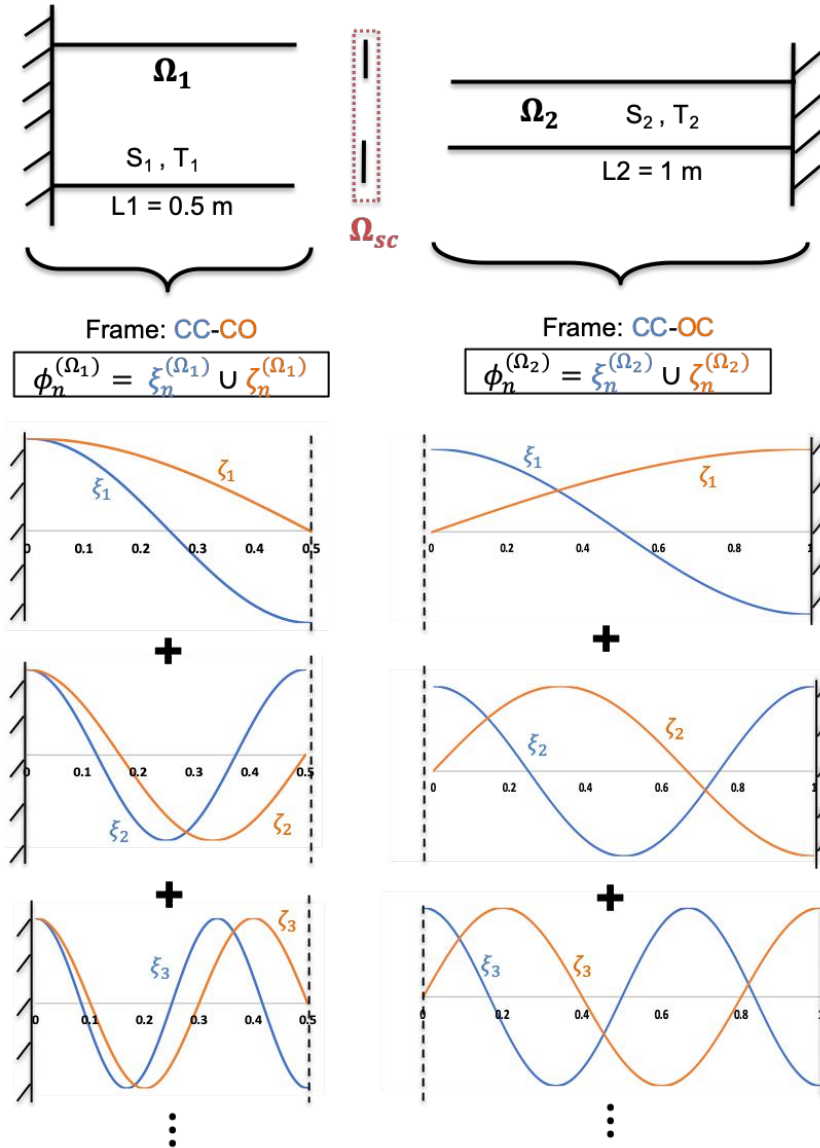 Ω₁
S₁ , T₁
L1 = 0.5 m
Ω_sc
Ω₂ S₂ , T₂
L2 = 1 m
Frame: CC-CO
ϕₙ^(Ω₁) = ξₙ^(Ω₁) ∪ ζₙ^(Ω₁)
Frame: CC-OC
ϕₙ^(Ω₂) = ξₙ^(Ω₂) ∪ ζₙ^(Ω₂)
ζ₁
ξ₁
0 0.1 0.2 0.3 0.4 0.5
ξ₁
ζ₁
0 0.2 0.4 0.6 0.8 1
+
+
0 0.1 0.2 0.3 0.4 0.5
ξ₂ ζ₂
ζ₂
ξ₂
0 0.2 0.4 0.6 0.8 1
+
+
ζ₃
ξ₃
0 0.1 0.2 0.3 0.4 0.5
ξ₃ ζ₃
0 0.2 0.4 0.6 0.8 1
⋮
⋮